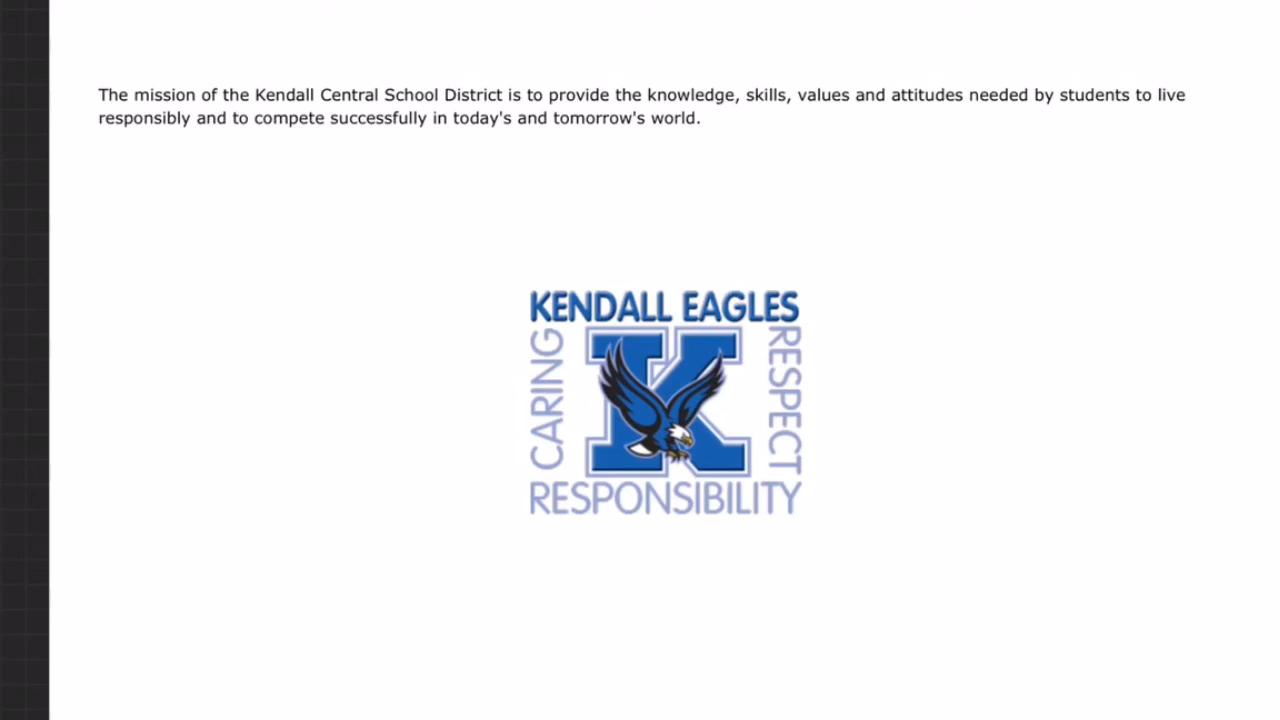 The mission of the Kendall Central School District is to provide the knowledge, skills, values and attitudes needed by students to live
responsibly and to compete successfully in today's and tomorrow's world.
KENDALL EAGLES
CARING
K
RESPECT
RESPONSIBILITY